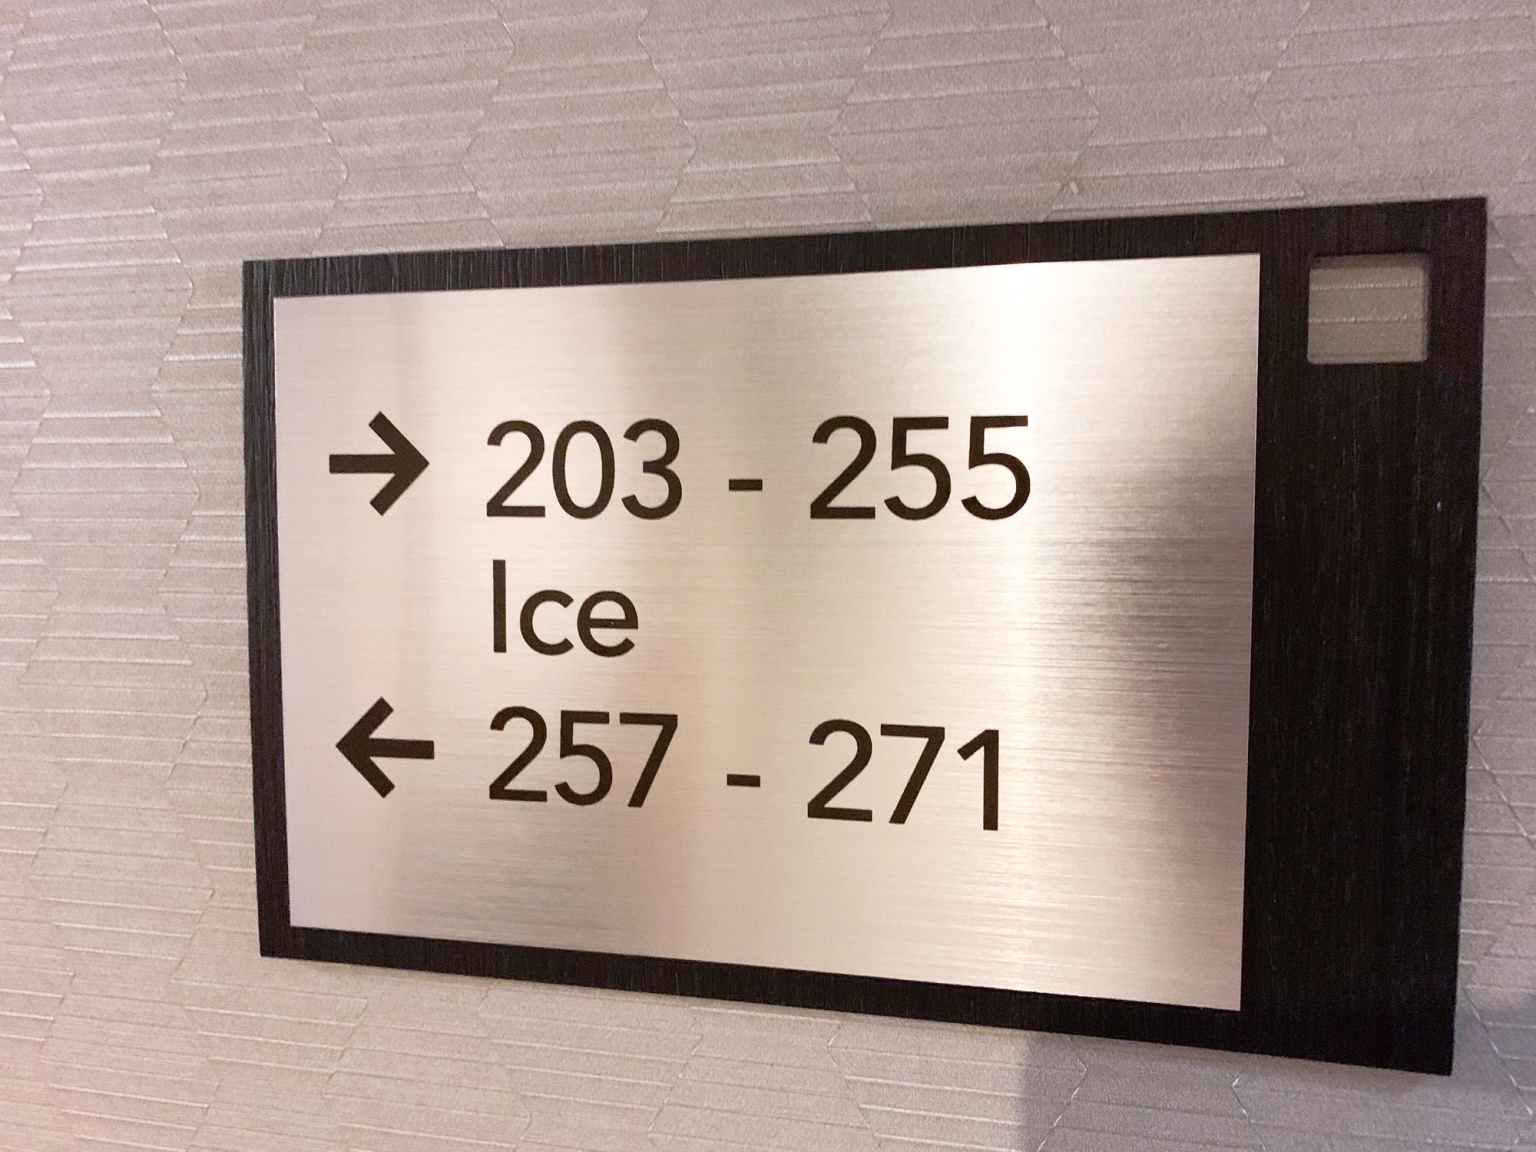 → 203 - 255
Ice
← 257 - 271